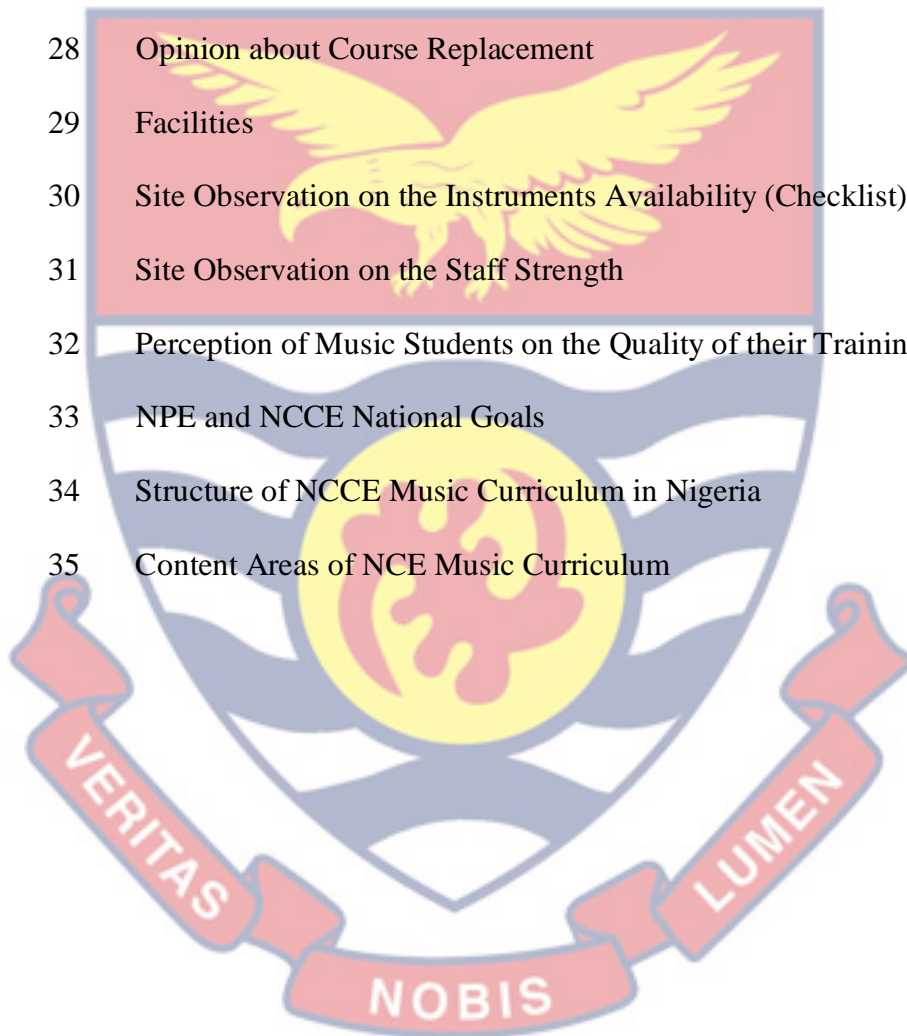 28 Opinion about Course Replacement
29 Facilities
30 Site Observation on the Instruments Availability (Checklist)
31 Site Observation on the Staff Strength
32 Perception of Music Students on the Quality of their Trainin
33 NPE and NCCE National Goals
34 Structure of NCCE Music Curriculum in Nigeria
35 Content Areas of NCE Music Curriculum
VERITAS
NOBIS
LUMEN